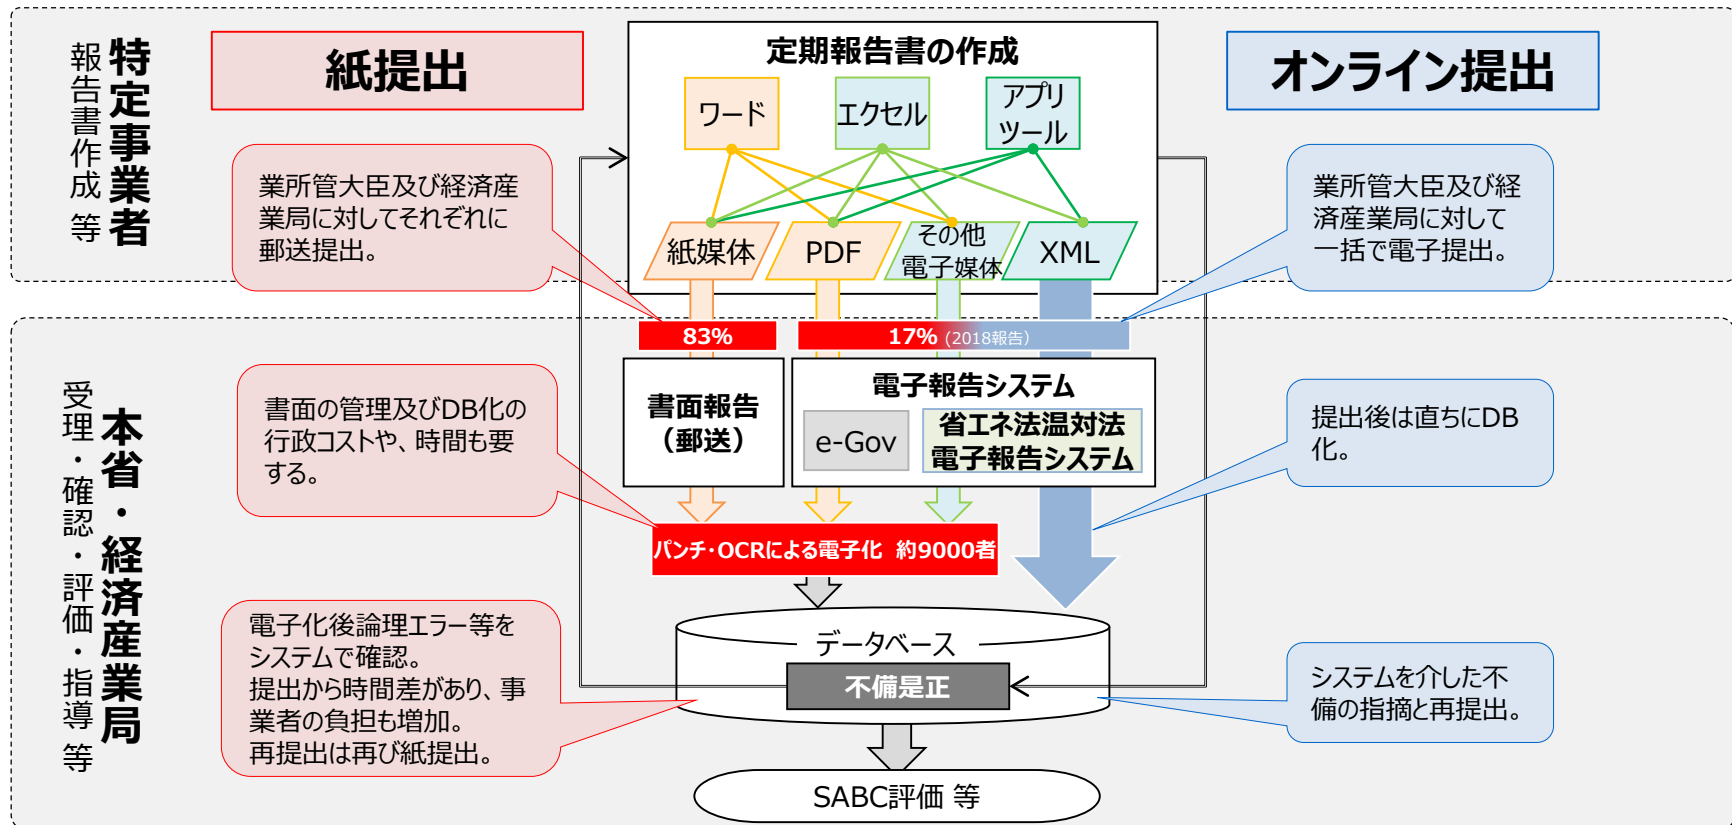 特定事業者
報告書作成 等
紙提出
定期報告書の作成
オンライン提出
ワード
エクセル
アプリ
ツール
業所管大臣及び経済産
業局に対してそれぞれに
郵送提出。
業所管大臣及び経
済産業局に対して
一括で電子提出。
紙媒体
PDF
その他
電子媒体
XML
83%
17% (2018報告)
本省・経済産業局
受理・確認・評価・指導 等
書面の管理及びDB化の
行政コストや、時間も要
する。
書面報告
（郵送）
電子報告システム
e-Gov
省エネ法温対法
電子報告システム
提出後は直ちにDB
化。
パンチ・OCRによる電子化 約9000者
電子化後論理エラー等を
システムで確認。
提出から時間差があり、事
業者の負担も増加。
再提出は再び紙提出。
データベース
不備是正
システムを介した不
備の指摘と再提出。
SABC評価 等